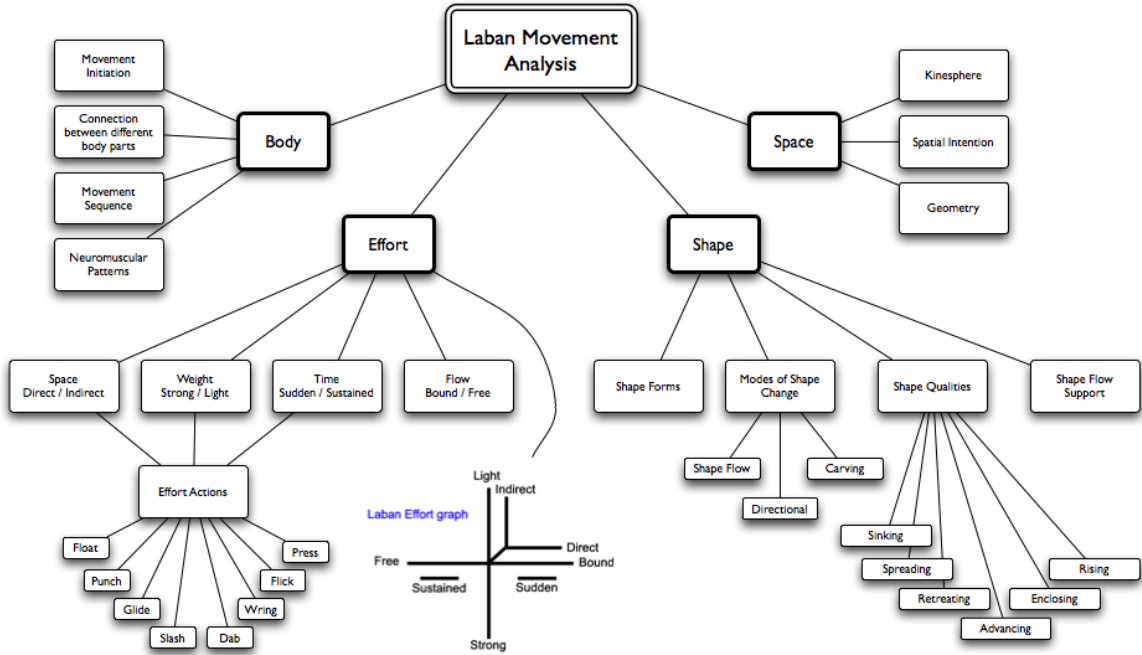 Laban Movement
Analysis
Movement
Initiation
Connection
between different
body parts
Movement
Sequence
Neuromuscular
Patterns
Body
Space
Kinesphere
Spatial Intention
Geometry
Effort
Shape
Space
Direct / Indirect
Weight
Strong / Light
Time
Sudden / Sustained
Flow
Bound / Free
Shape Forms
Modes of Shape
Change
Shape Qualities
Shape Flow
Support
Effort Actions
Float
Punch
Glide
Slash
Dab
Wring
Flick
Press
Laban Effort graph
Light
Indirect
Direct
Free
Bound
Sustained
Sudden
Strong
Shape Flow
Directional
Carving
Sinking
Spreading
Retreating
Advancing
Enclosing
Rising